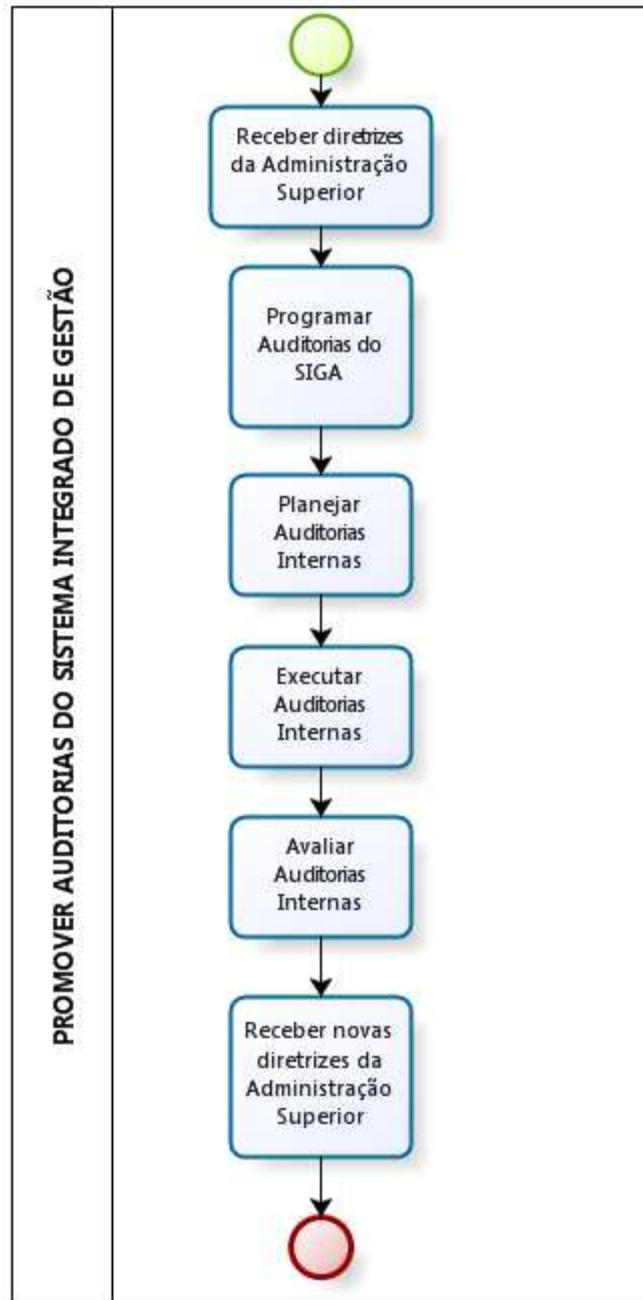 PROMOVER AUDITORIAS DO SISTEMA INTEGRADO DE GESTÃO
Receber diretrizes
da Administração
Superior
Programar
Auditorias do
SIGA
Planejar
Auditorias
Internas
Executar
Auditorias
Internas
Avaliar
Auditorias
Internas
Receber novas
diretrizes da
Administração
Superior